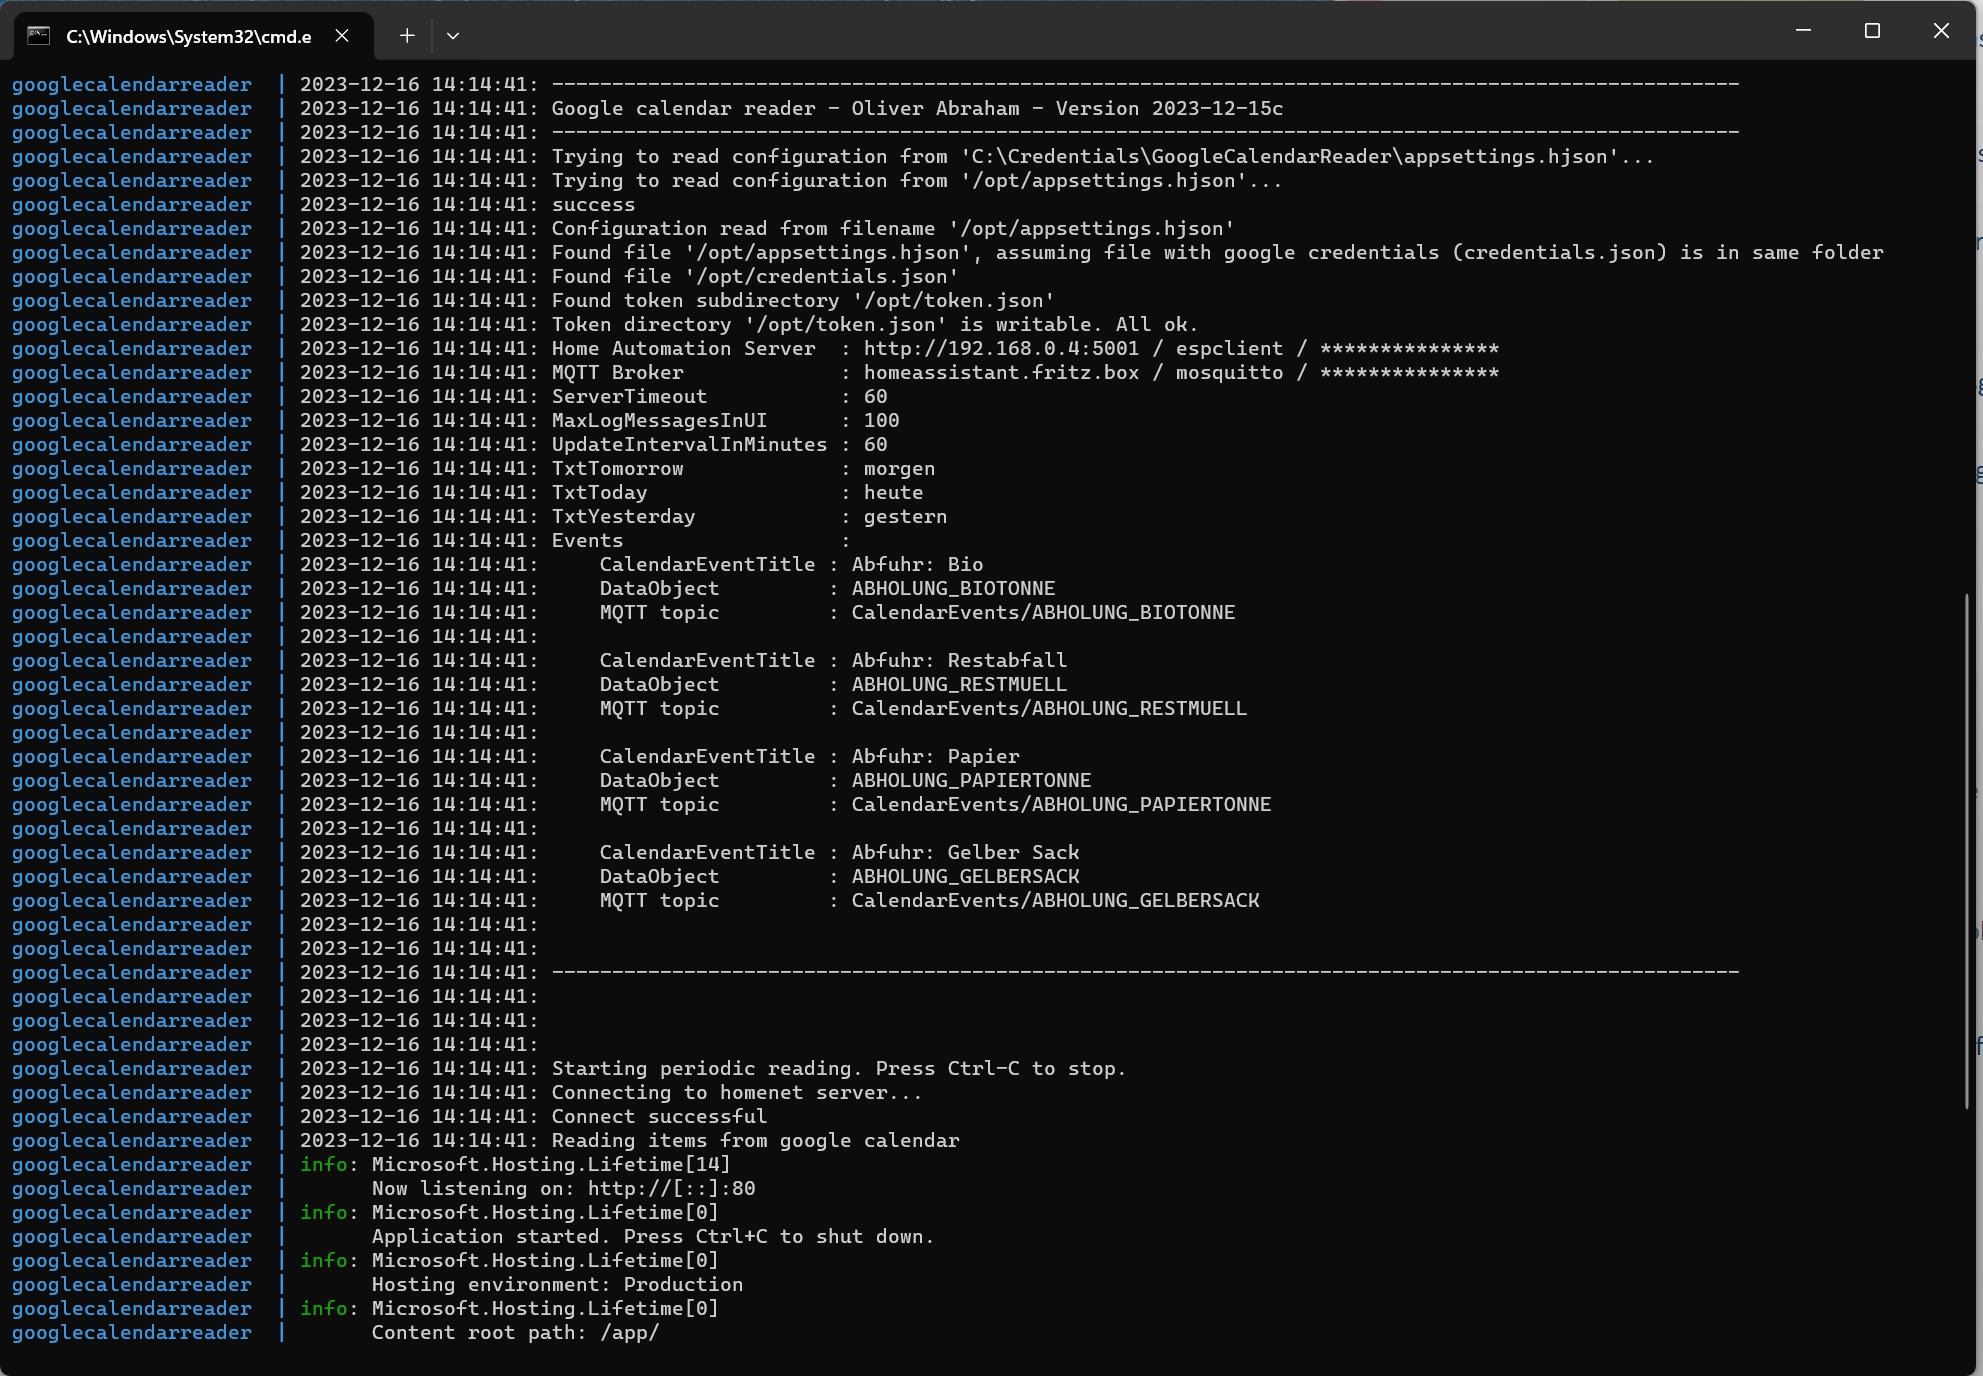 C:\Windows\System32\cmd.e
googlecalendarreader  | 2023-12-16 14:14:41: ---------------------------------------------------------------------------------------------------
googlecalendarreader  | 2023-12-16 14:14:41: Google calendar reader - Oliver Abraham - Version 2023-12-15c
googlecalendarreader  | 2023-12-16 14:14:41: ---------------------------------------------------------------------------------------------------
googlecalendarreader  | 2023-12-16 14:14:41: Trying to read configuration from 'C:\Credentials\GoogleCalendarReader\appsettings.hjson'...
googlecalendarreader  | 2023-12-16 14:14:41: Trying to read configuration from '/opt/appsettings.hjson'...
googlecalendarreader  | 2023-12-16 14:14:41: success
googlecalendarreader  | 2023-12-16 14:14:41: Configuration read from filename '/opt/appsettings.hjson'
googlecalendarreader  | 2023-12-16 14:14:41: Found file '/opt/appsettings.hjson', assuming file with google credentials (credentials.json) is in same folder
googlecalendarreader  | 2023-12-16 14:14:41: Found file '/opt/credentials.json'
googlecalendarreader  | 2023-12-16 14:14:41: Found token subdirectory '/opt/token.json'
googlecalendarreader  | 2023-12-16 14:14:41: Token directory '/opt/token.json' is writable. All ok.
googlecalendarreader  | 2023-12-16 14:14:41: Home Automation Server  : http://192.168.0.4:5001 / espclient / ***************
googlecalendarreader  | 2023-12-16 14:14:41: MQTT Broker             : homeassistant.fritz.box / mosquitto / ***************
googlecalendarreader  | 2023-12-16 14:14:41: ServerTimeout           : 60
googlecalendarreader  | 2023-12-16 14:14:41: MaxLogMessagesInUI      : 100
googlecalendarreader  | 2023-12-16 14:14:41: UpdateIntervalInMinutes : 60
googlecalendarreader  | 2023-12-16 14:14:41: TxtTomorrow             : morgen
googlecalendarreader  | 2023-12-16 14:14:41: TxtToday                : heute
googlecalendarreader  | 2023-12-16 14:14:41: TxtYesterday            : gestern
googlecalendarreader  | 2023-12-16 14:14:41: Events                  :
googlecalendarreader  | 2023-12-16 14:14:41:     CalendarEventTitle : Abfuhr: Bio
googlecalendarreader  | 2023-12-16 14:14:41:     DataObject         : ABHOLUNG_BIOTONNE
googlecalendarreader  | 2023-12-16 14:14:41:     MQTT topic         : CalendarEvents/ABHOLUNG_BIOTONNE
googlecalendarreader  | 2023-12-16 14:14:41:
googlecalendarreader  | 2023-12-16 14:14:41:     CalendarEventTitle : Abfuhr: Restabfall
googlecalendarreader  | 2023-12-16 14:14:41:     DataObject         : ABHOLUNG_RESTMUELL
googlecalendarreader  | 2023-12-16 14:14:41:     MQTT topic         : CalendarEvents/ABHOLUNG_RESTMUELL
googlecalendarreader  | 2023-12-16 14:14:41:
googlecalendarreader  | 2023-12-16 14:14:41:     CalendarEventTitle : Abfuhr: Papier
googlecalendarreader  | 2023-12-16 14:14:41:     DataObject         : ABHOLUNG_PAPIERTONNE
googlecalendarreader  | 2023-12-16 14:14:41:     MQTT topic         : CalendarEvents/ABHOLUNG_PAPIERTONNE
googlecalendarreader  | 2023-12-16 14:14:41:
googlecalendarreader  | 2023-12-16 14:14:41:     CalendarEventTitle : Abfuhr: Gelber Sack
googlecalendarreader  | 2023-12-16 14:14:41:     DataObject         : ABHOLUNG_GELBERSACK
googlecalendarreader  | 2023-12-16 14:14:41:     MQTT topic         : CalendarEvents/ABHOLUNG_GELBERSACK
googlecalendarreader  | 2023-12-16 14:14:41:
googlecalendarreader  | 2023-12-16 14:14:41:
googlecalendarreader  | 2023-12-16 14:14:41: ---------------------------------------------------------------------------------------------------
googlecalendarreader  | 2023-12-16 14:14:41:
googlecalendarreader  | 2023-12-16 14:14:41:
googlecalendarreader  | 2023-12-16 14:14:41:
googlecalendarreader  | 2023-12-16 14:14:41: Starting periodic reading. Press Ctrl-C to stop.
googlecalendarreader  | 2023-12-16 14:14:41: Connecting to homenet server...
googlecalendarreader  | 2023-12-16 14:14:41: Connect successful
googlecalendarreader  | 2023-12-16 14:14:41: Reading items from google calendar
googlecalendarreader  | info: Microsoft.Hosting.Lifetime[14]
googlecalendarreader  |       Now listening on: http://[::]:80
googlecalendarreader  | info: Microsoft.Hosting.Lifetime[0]
googlecalendarreader  |       Application started. Press Ctrl+C to shut down.
googlecalendarreader  | info: Microsoft.Hosting.Lifetime[0]
googlecalendarreader  |       Hosting environment: Production
googlecalendarreader  | info: Microsoft.Hosting.Lifetime[0]
googlecalendarreader  |       Content root path: /app/